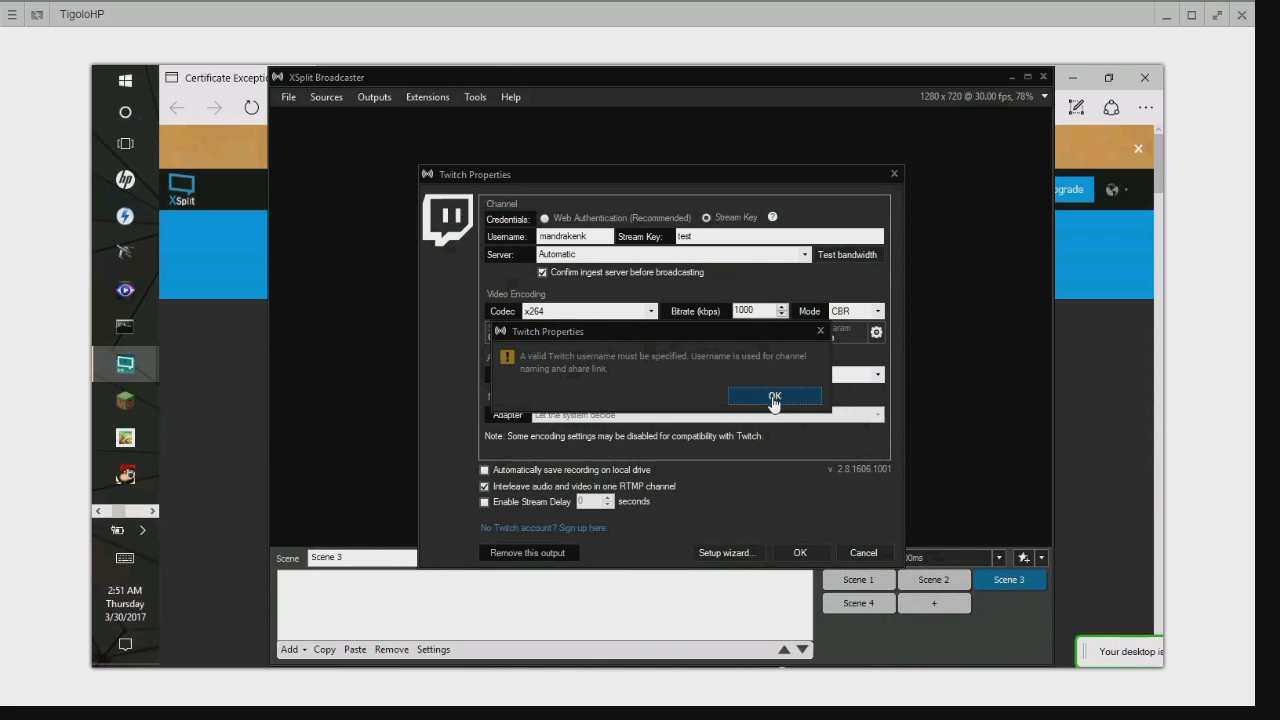 TigoloHP
Certificate Excepti
XSplit Broadcaster
File Sources Outputs Extensions Tools Help
1280 x 720 @ 30.00 fps, 78%
XSplit
Twitch Properties
Channel
Credentials: Web Authentication (Recommended) Stream Key ?
Username: mandrakenk Stream Key: test
Server: Automatic Test bandwidth
Confirm ingest server before broadcasting
Video Encoding
Codec x264 Bitrate (kbps) 1000 Mode CBR
Twitch Properties
A valid Twitch username must be specified. Username is used for channel
naming and share link.
OK
Adapter Let the system decide
Note: Some encoding settings may be disabled for compatibility with Twitch.
Automatically save recording on local drive
v. 2.8.1606.1001
Interleave audio and video in one RTMP channel
Enable Stream Delay 0 seconds
No Twitch account? Sign up here.
Remove this output Setup wizard... OK Cancel
Scene Scene 3
0ms
Scene 1 Scene 2 Scene 3
Scene 4 +
Add Copy Paste Remove Settings
pgrade
hp
2:51 AM
Thursday
3/30/2017
Your desktop is